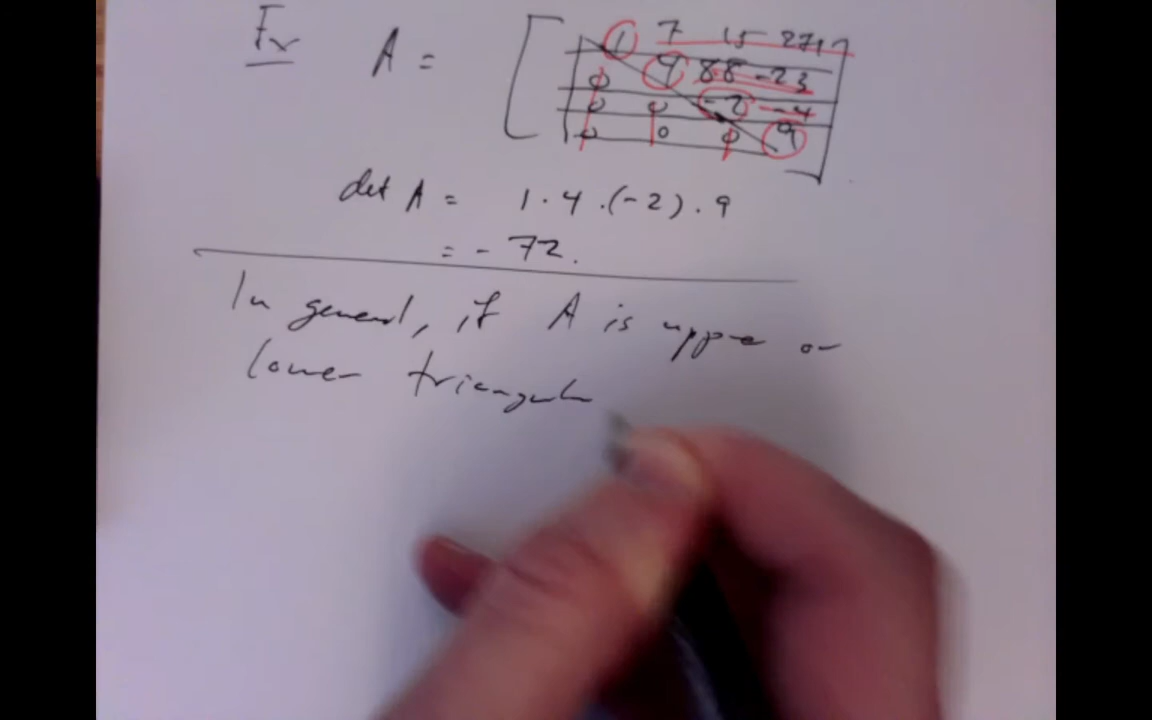 Ex A = [ 1 7 15 27
0 4 88 -23
0 0 -2 -4
0 0 0 9 ]
det A = 1 · 4 · (-2) · 9
= - 72.
In general, if A is upper or
lower triangular